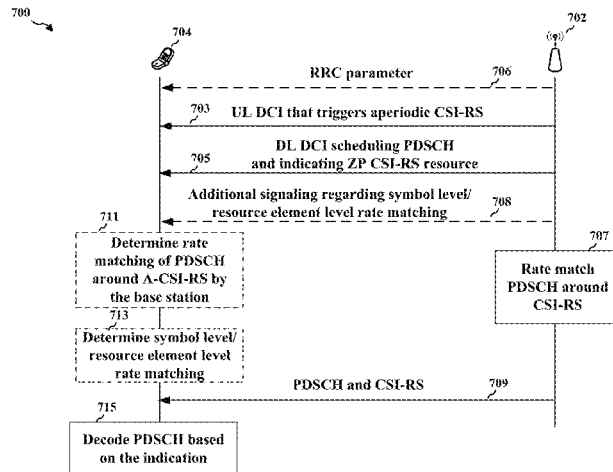 700
704
702
RRC parameter
706
703
UL DCI that triggers aperiodic CSI-RS
DL DCI scheduling PDSCH
705
and indicating ZP CSI-RS resource
Additional signaling regarding symbol level/
resource element level rate matching
708
711
Determine rate
matching of PDSCH
around A-CSI-RS by
the base station
707
Rate match
PDSCH around
CSI-RS
713
Determine symbol level/
resource element level
rate matching
PDSCH and CSI-RS
709
715
Decode PDSCH based
on the indication